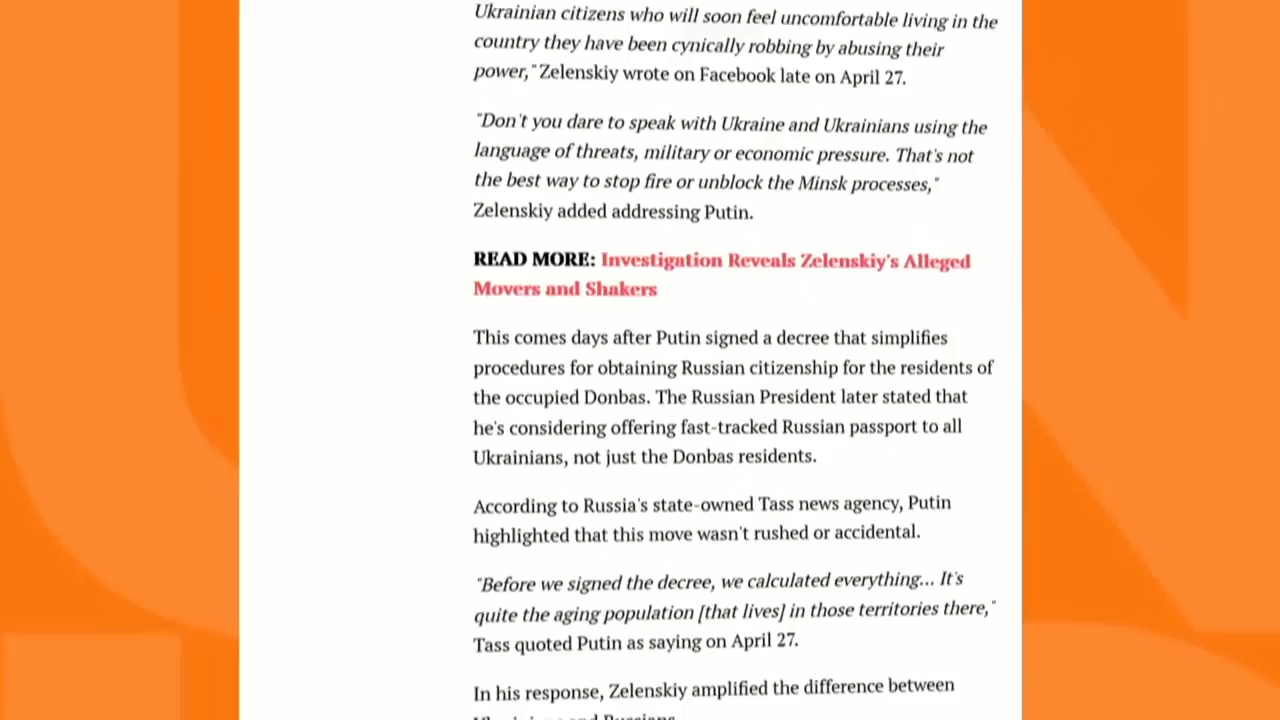 Ukrainian citizens who will soon feel uncomfortable living in the
country they have been cynically robbing by abusing their
power," Zelenskiy wrote on Facebook late on April 27.
"Don't you dare to speak with Ukraine and Ukrainians using the
language of threats, military or economic pressure. That's not
the best way to stop fire or unblock the Minsk processes,"
Zelenskiy added addressing Putin.
READ MORE: Investigation Reveals Zelenskiy's Alleged
Movers and Shakers
This comes days after Putin signed a decree that simplifies
procedures for obtaining Russian citizenship for the residents of
the occupied Donbas. The Russian President later stated that
he's considering offering fast-tracked Russian passport to all
Ukrainians, not just the Donbas residents.
According to Russia's state-owned Tass news agency, Putin
highlighted that this move wasn't rushed or accidental.
"Before we signed the decree, we calculated everything... It's
quite the aging population [that lives] in those territories there,"
Tass quoted Putin as saying on April 27.
In his response, Zelenskiy amplified the difference between